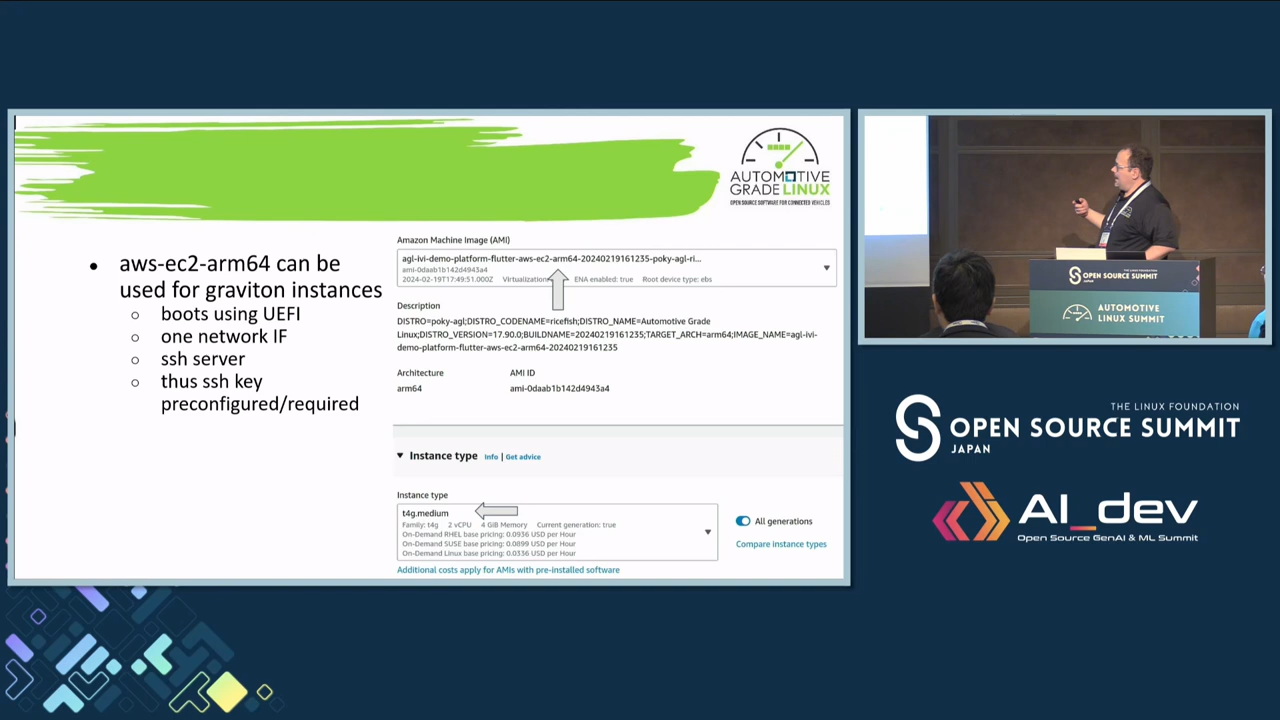 AUTOMOTIVE
GRADE LINUX
OPEN SOURCE SOFTWARE FOR CONNECTED VEHICLES
● aws-ec2-arm64 can be
used for graviton instances
○ boots using UEFI
○ one network IF
○ ssh server
○ thus ssh key
preconfigured/required
Amazon Machine Image (AMI)
agl-ivi-demo-platform-flutter-aws-ec2-arm64-20240219161235-poky-agl-ri...
ami-0daab1b142d4943a4
2024-02-19T17:49:51.000Z Virtualization ENA enabled: true Root device type: ebs
Description
DISTRO=poky-agl;DISTRO_CODENAME=ricefish;DISTRO_NAME=Automotive Grade
Linux;DISTRO_VERSION=17.90.0;BUILDNAME=20240219161235;TARGET_ARCH=arm64;IMAGE_NAME=agl-ivi-
demo-platform-flutter-aws-ec2-arm64-20240219161235
Architecture AMI ID
arm64 ami-0daab1b142d4943a4
Instance type Info | Get advice
Instance type
t4g.medium
Family: t4g 2 vCPU 4 GiB Memory Current generation: true
On-Demand RHEL base pricing: 0.0936 USD per Hour
On-Demand SUSE base pricing: 0.0899 USD per Hour
On-Demand Linux base pricing: 0.0336 USD per Hour
All generations
Compare instance types
Additional costs apply for AMIs with pre-installed software
THE LINUX FOUNDATION
OPEN SOURCE SUMMIT
AUTOMOTIVE
LINUX SUMMIT
THE LINUX FOUNDATION
OPEN SOURCE SUMMIT
JAPAN
AI_dev
Open Source GenAI & ML Summit